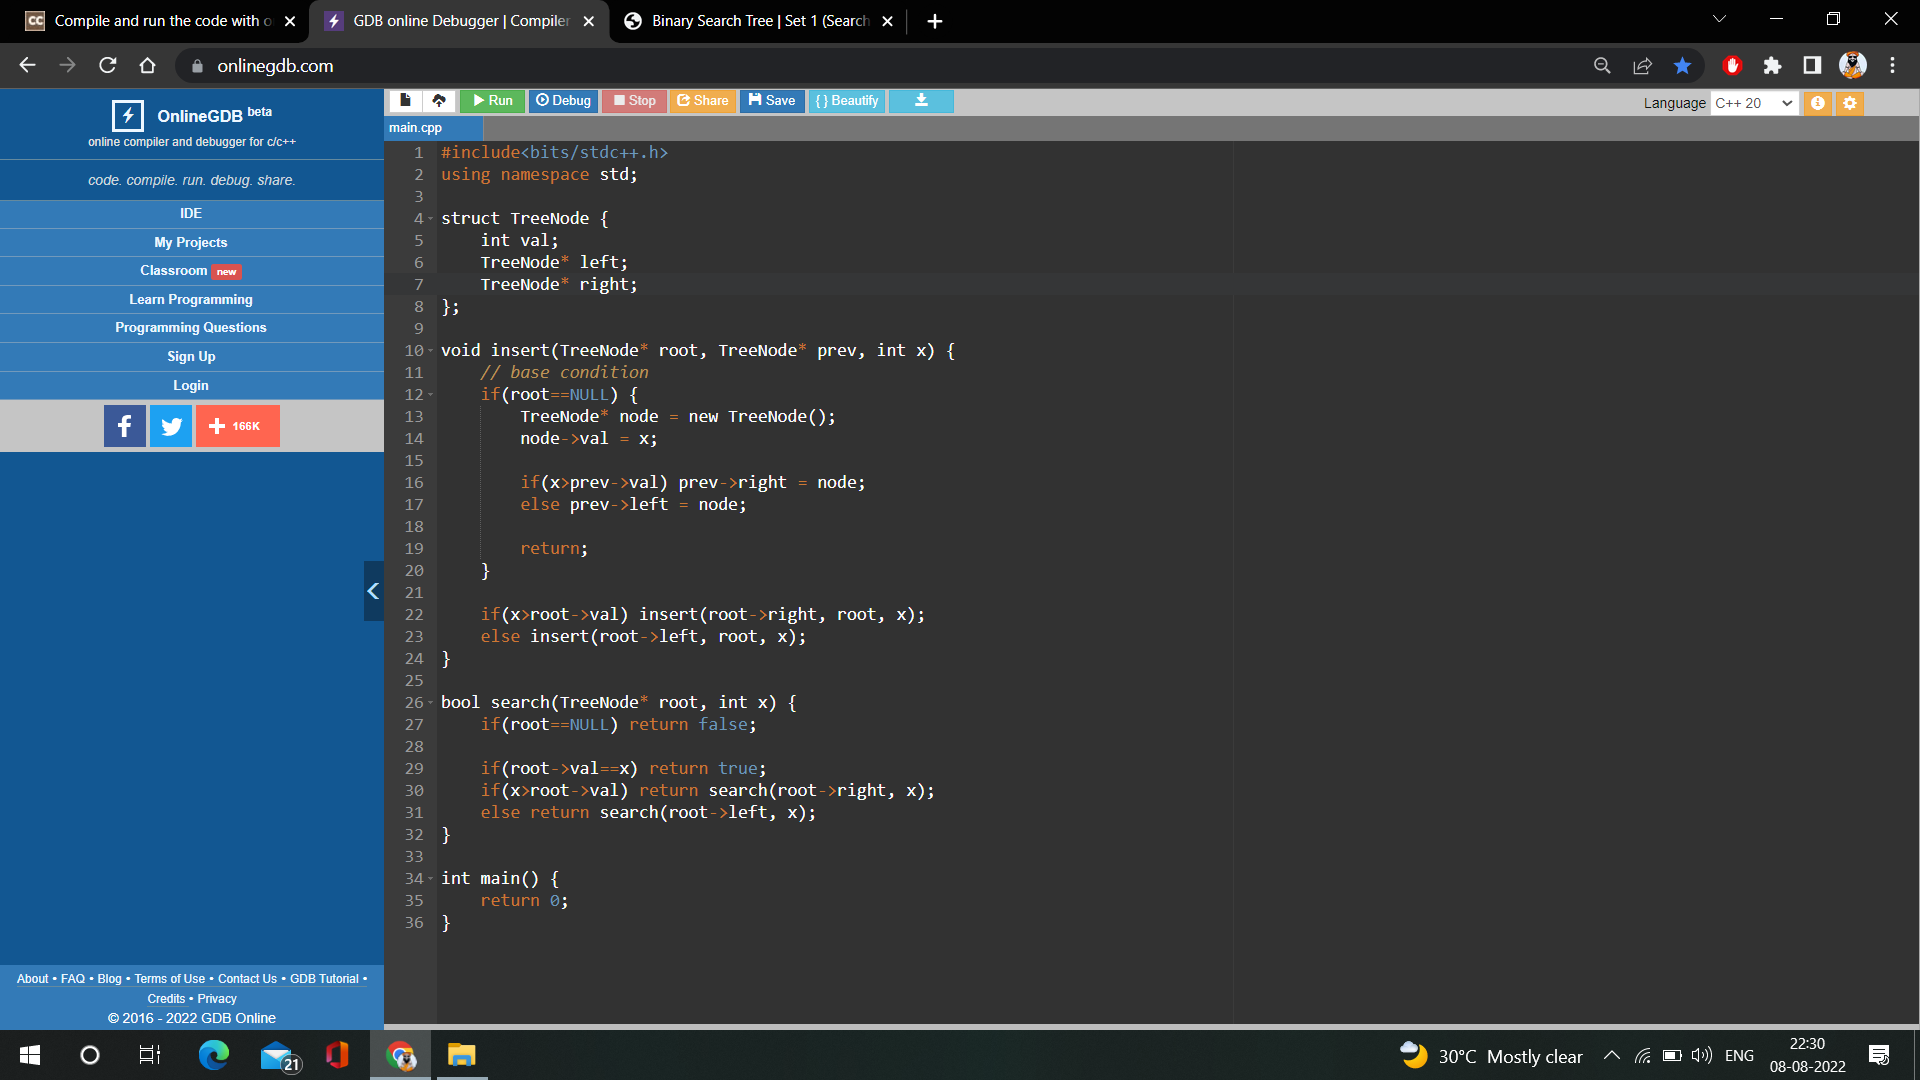 Compile and run the code with o
GDB online Debugger | Compiler
Binary Search Tree | Set 1 (Search
onlinegdb.com
OnlineGDB beta
online compiler and debugger for c/c++
code. compile. run. debug. share.
IDE
My Projects
Classroom new
Learn Programming
Programming Questions
Sign Up
Login
166K
About • FAQ • Blog • Terms of Use • Contact Us • GDB Tutorial •
Credits • Privacy
© 2016 - 2022 GDB Online
Run Debug Stop Share Save { } Beautify
Language C++ 20
main.cpp
1 #include<bits/stdc++.h>
2 using namespace std;
3
4 struct TreeNode {
5     int val;
6     TreeNode* left;
7     TreeNode* right;
8 };
9
10 void insert(TreeNode* root, TreeNode* prev, int x) {
11     // base condition
12     if(root==NULL) {
13         TreeNode* node = new TreeNode();
14         node->val = x;
15
16         if(x>prev->val) prev->right = node;
17         else prev->left = node;
18
19         return;
20     }
21
22     if(x>root->val) insert(root->right, root, x);
23     else insert(root->left, root, x);
24 }
25
26 bool search(TreeNode* root, int x) {
27     if(root==NULL) return false;
28
29     if(root->val==x) return true;
30     if(x>root->val) return search(root->right, x);
31     else return search(root->left, x);
32 }
33
34 int main() {
35     return 0;
36 }
21
30°C Mostly clear
ENG
22:30
08-08-2022